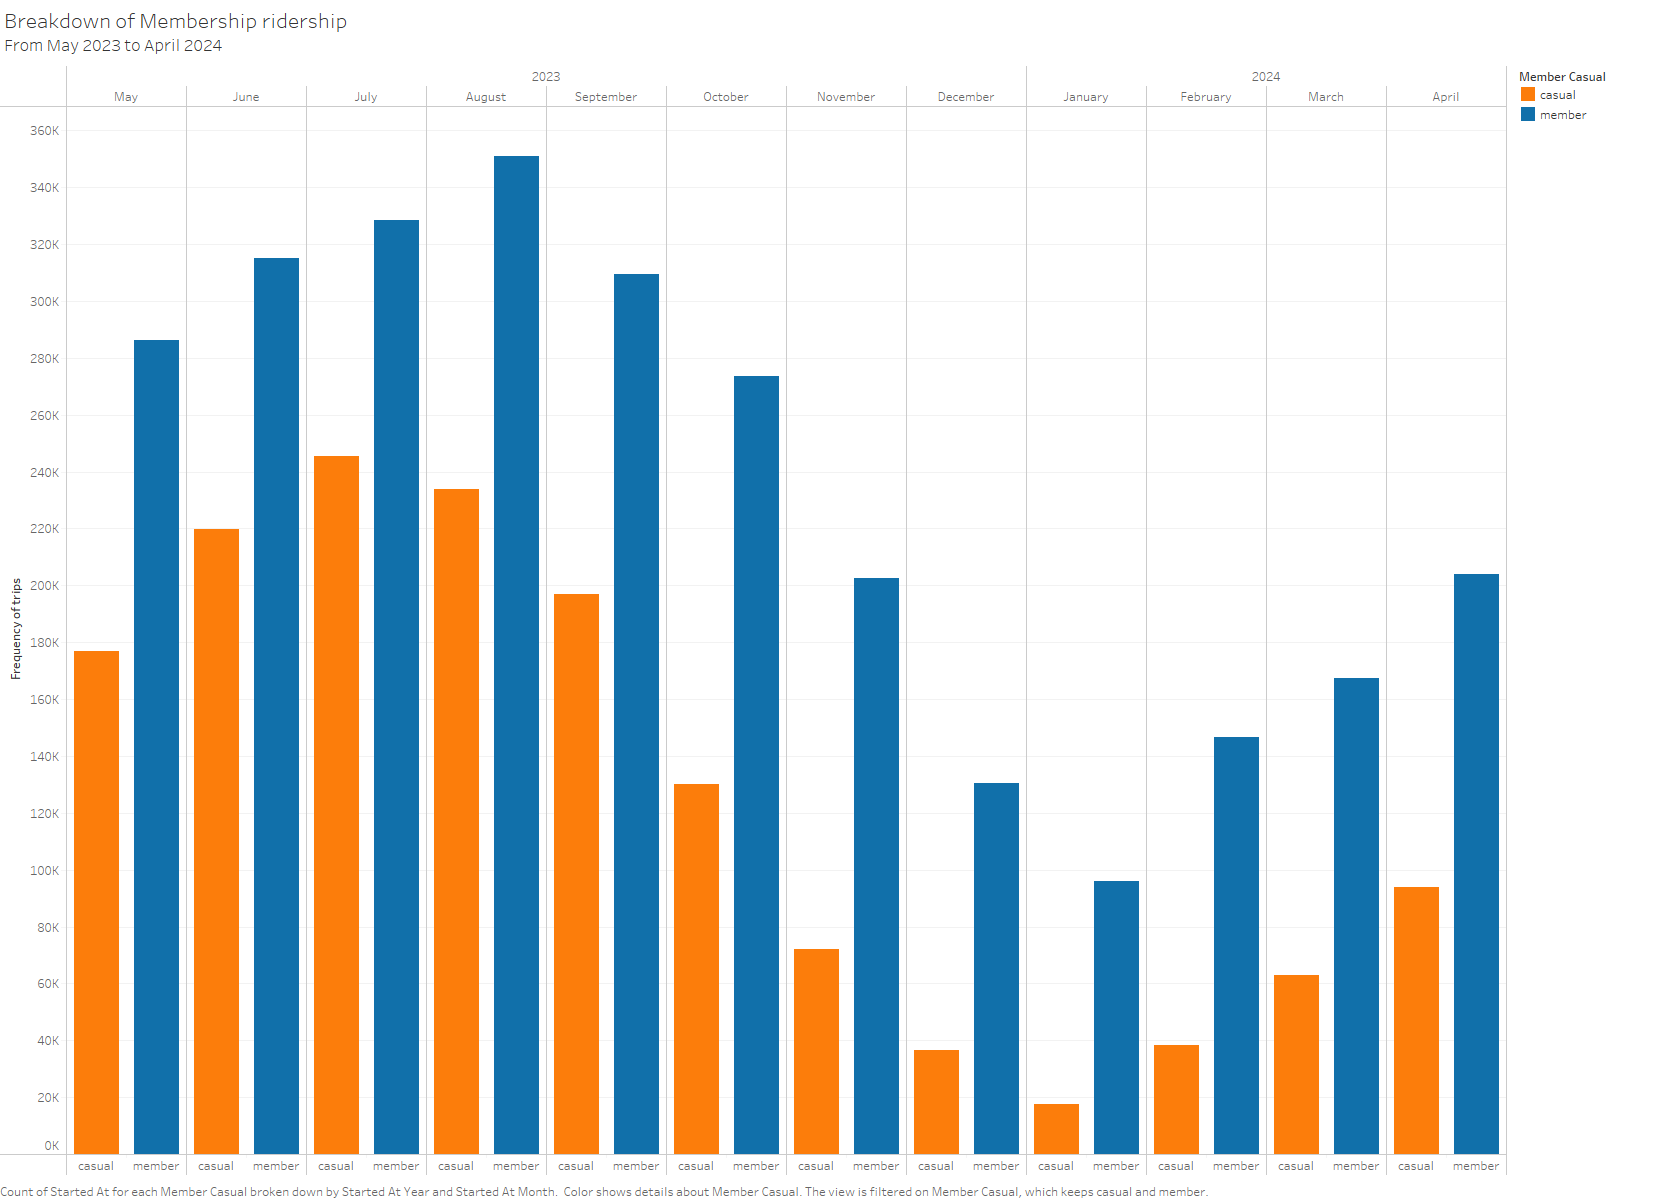 Breakdown of Membership ridership
From May 2023 to April 2024
2023 2024
May June July August September October November December January February March April
Member Casual
casual
member
360K
340K
320K
300K
280K
260K
240K
220K
200K
180K
160K
140K
120K
100K
80K
60K
40K
20K
0K
Frequency of trips
casual member casual member casual member casual member casual member casual member casual member casual member casual member casual member casual member casual member
Count of Started At for each Member Casual broken down by Started At Year and Started At Month.  Color shows details about Member Casual. The view is filtered on Member Casual, which keeps casual and member.